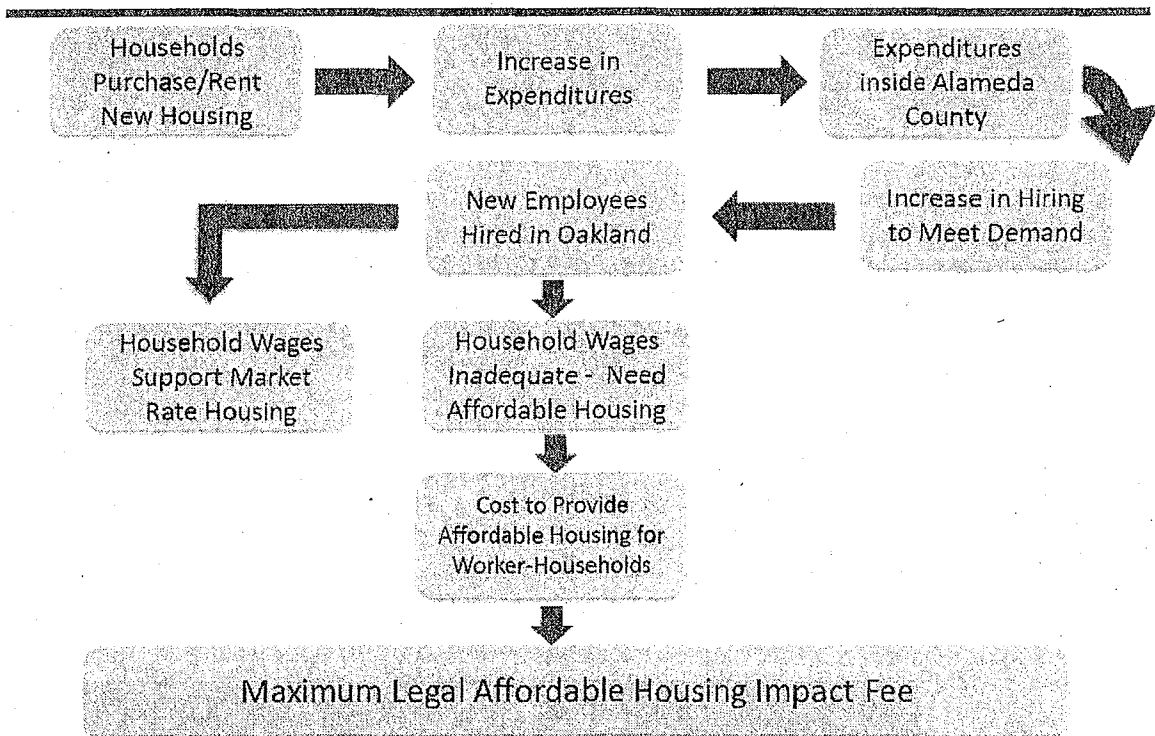 Households
Purchase/Rent
New Housing
Increase in
Expenditures
Expenditures
inside Alameda
County
Increase in Hiring
to Meet Demand
New Employees
Hired in Oakland
Household Wages
Support Market
Rate Housing
Household Wages
Inadequate - Need
Affordable Housing
Cost to Provide
Affordable Housing for
Worker-Households
Maximum Legal Affordable Housing Impact Fee